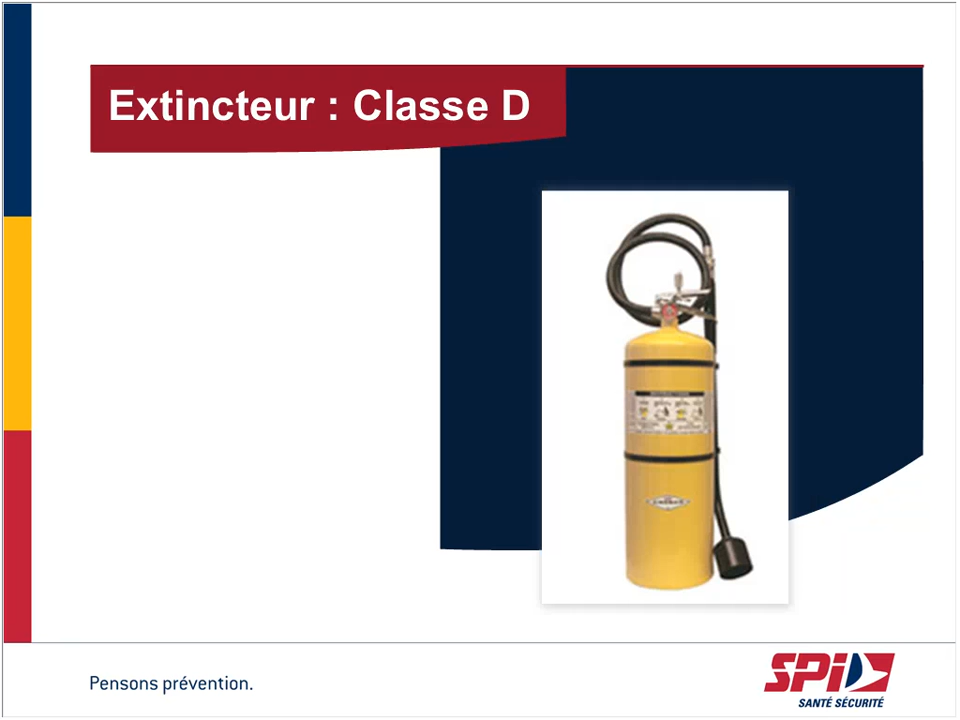 Extincteur : Classe D
Pensons prévention.
SPI
SANTÉ SÉCURITÉ